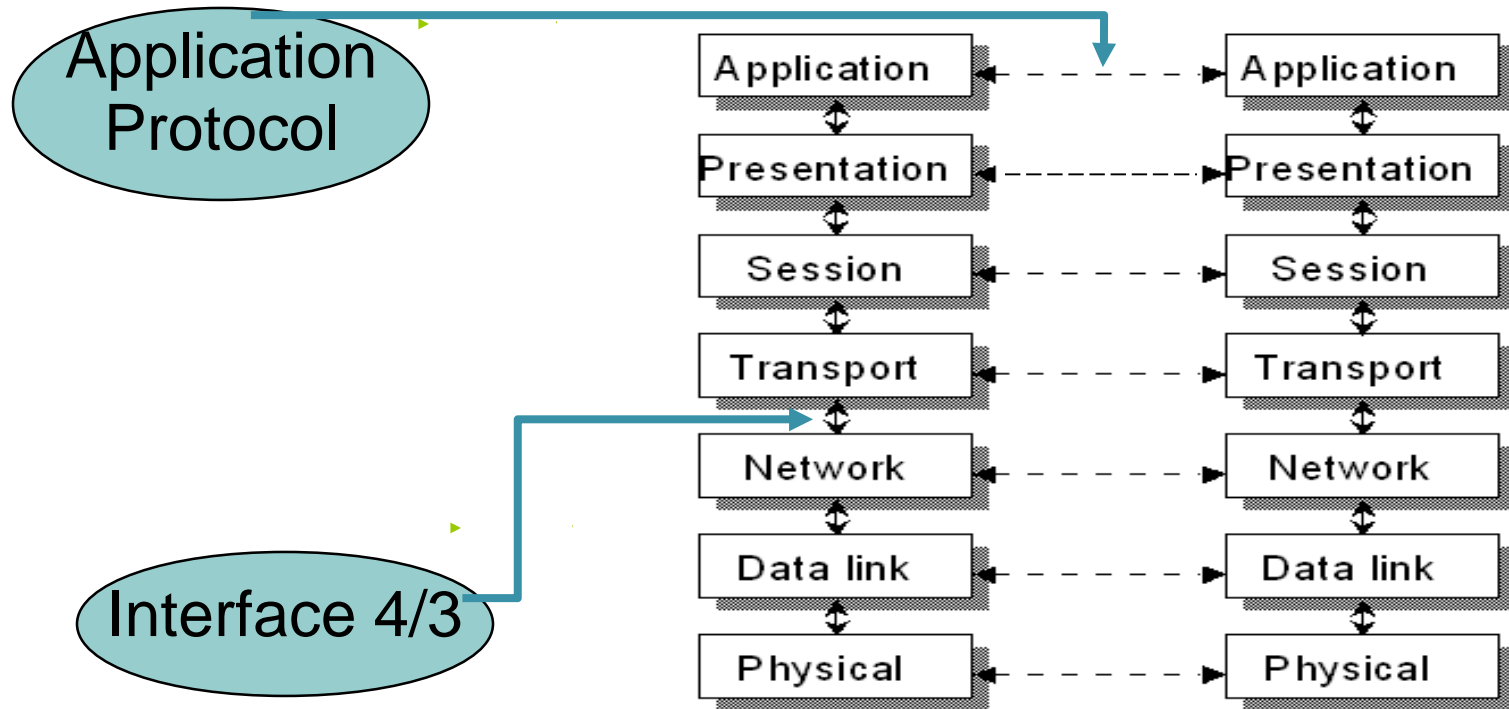 Application
Protocol
Application
Application
Presentation
Presentation
Session
Session
Transport
Transport
Network
Network
Interface 4/3
Data link
Data link
Physical
Physical